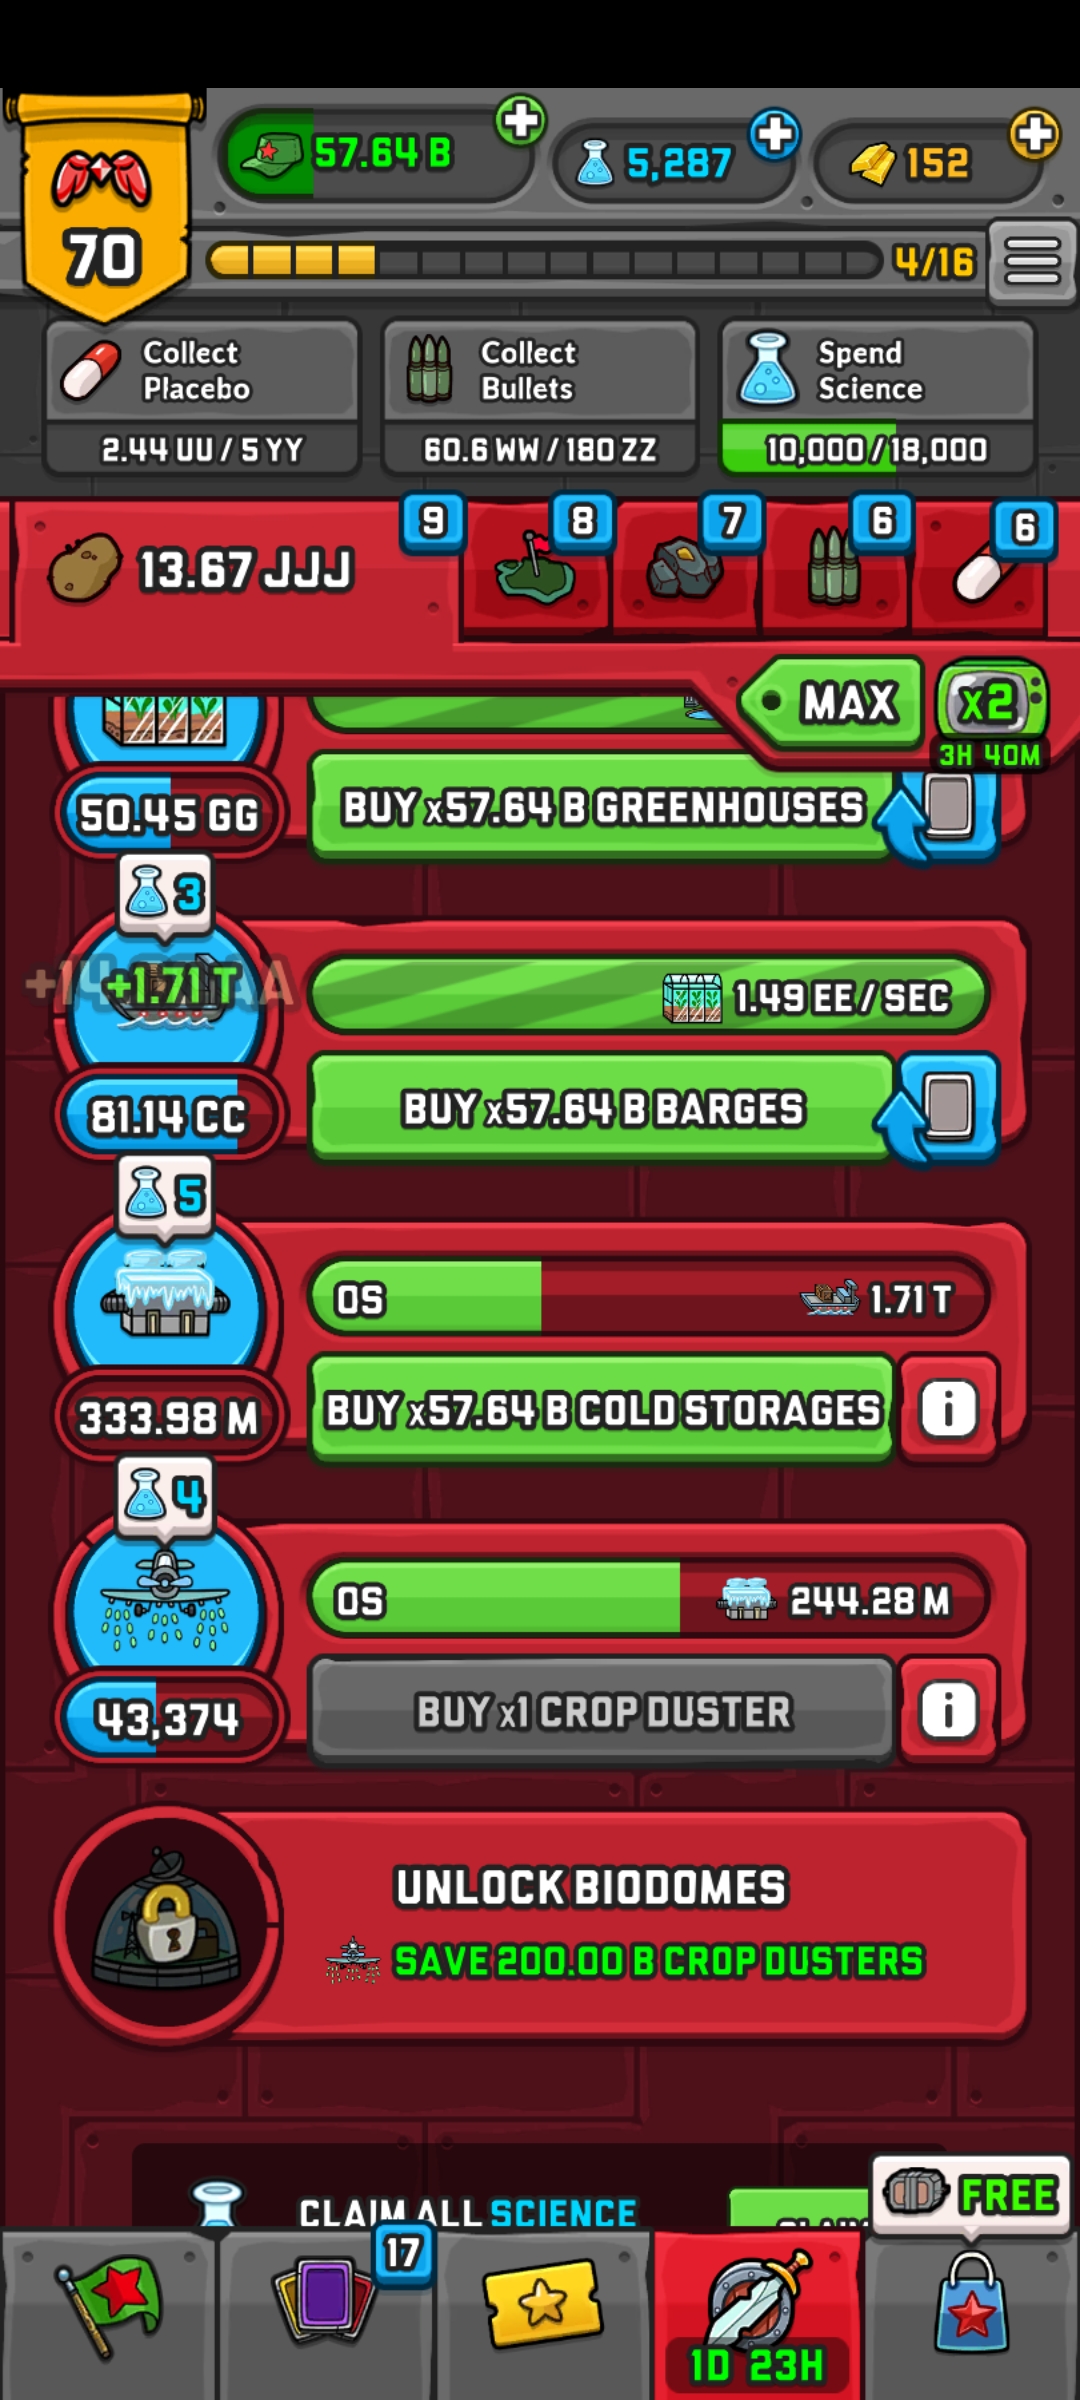 57.64 B
5,287
152
70
4/16
Collect
Placebo
2.44 UU / 5 YY
Collect
Bullets
60.6 WW / 180 ZZ
Spend
Science
10,000 / 18,000
13.67 JJJ
9
8
7
6
6
MAX
x2
3H 40M
50.45 GG
BUY x57.64 B GREENHOUSES
3
+1.71 T
1.49 EE / SEC
81.14 CC
BUY x57.64 B BARGES
5
0S
1.71 T
333.98 M
BUY x57.64 B COLD STORAGES
i
4
0S
244.28 M
43,374
BUY x1 CROP DUSTER
i
UNLOCK BIODOMES
SAVE 200.00 B CROP DUSTERS
CLAIM ALL SCIENCE
FREE
17
1D 23H